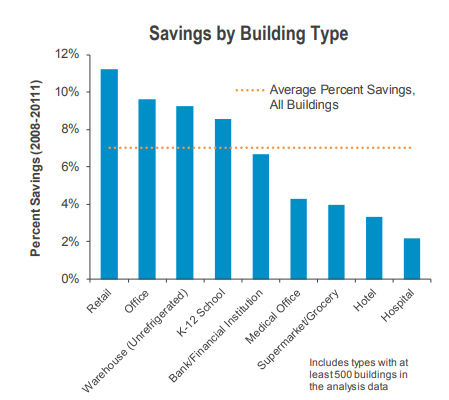 Savings by Building Type
12%
10%
8%
6%
4%
2%
0%
Percent Savings (2008-20111)
Average Percent Savings,
All Buildings
Retail
Office
Warehouse (Unrefrigerated)
K-12 School
Bank/Financial Institution
Medical Office
Supermarket/Grocery
Hotel
Hospital
Includes types with at
least 500 buildings in
the analysis data